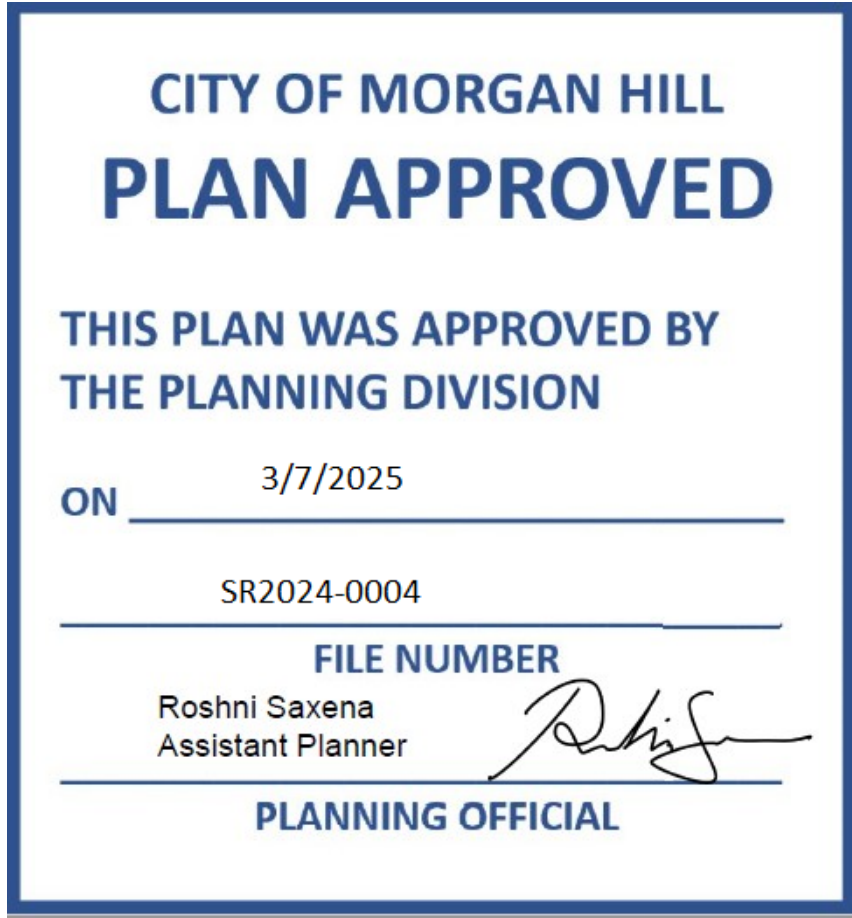 CITY OF MORGAN HILL
PLAN APPROVED
THIS PLAN WAS APPROVED BY
THE PLANNING DIVISION
ON 3/7/2025
SR2024-0004
FILE NUMBER
Roshni Saxena
Assistant Planner
PLANNING OFFICIAL